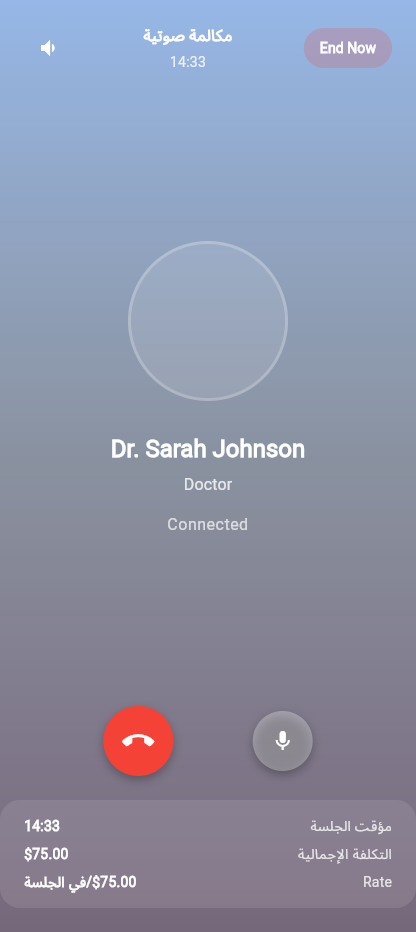 مكالمة صوتية
14:33
End Now
Dr. Sarah Johnson
Doctor
Connected
مؤقت الجلسة 14:33
التكلفة الإجمالية $75.00
Rate $75.00/في الجلسة